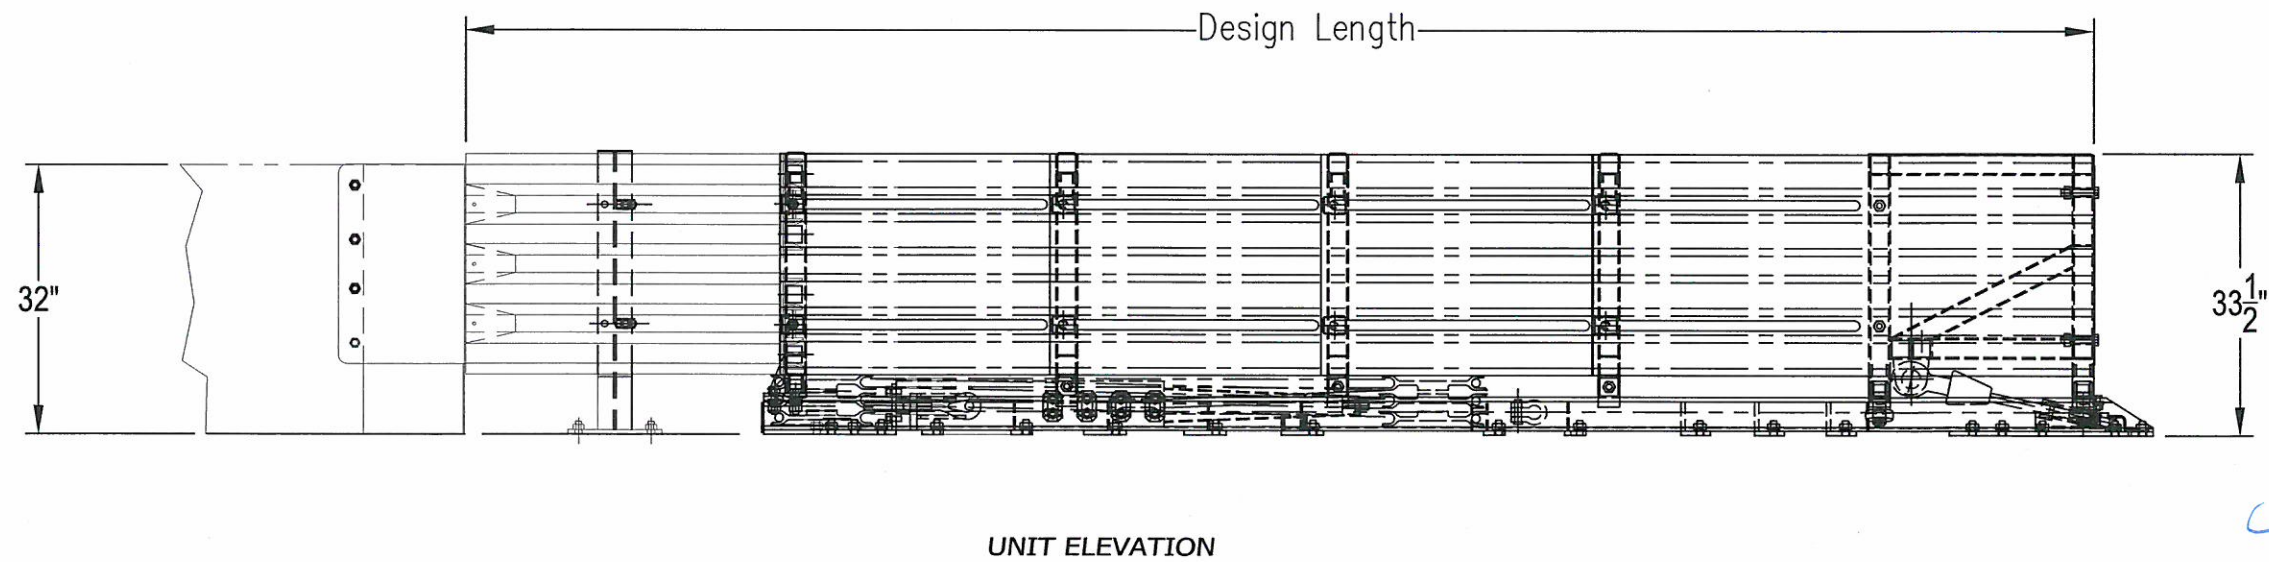 Design Length
32"
33 1/2"
UNIT ELEVATION